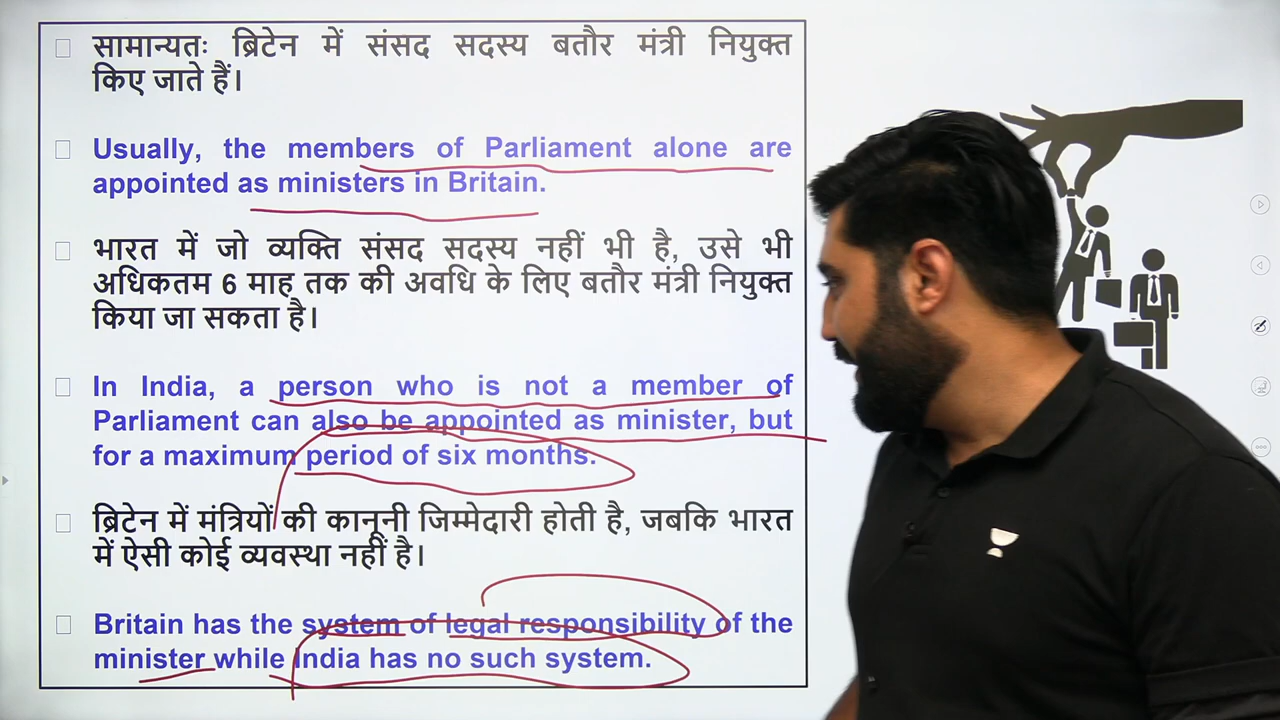 सामान्यतः ब्रिटेन में संसद सदस्य बतौर मंत्री नियुक्त
किए जाते हैं।
Usually, the members of Parliament alone are
appointed as ministers in Britain.
भारत में जो व्यक्ति संसद सदस्य नहीं भी है, उसे भी
अधिकतम 6 माह तक की अवधि के लिए बतौर मंत्री नियुक्त
किया जा सकता है।
In India, a person who is not a member of
Parliament can also be appointed as minister, but
for a maximum period of six months.
ब्रिटेन में मंत्रियों की कानूनी जिम्मेदारी होती है, जबकि भारत
में ऐसी कोई व्यवस्था नहीं है।
Britain has the system of legal responsibility of the
minister while India has no such system.